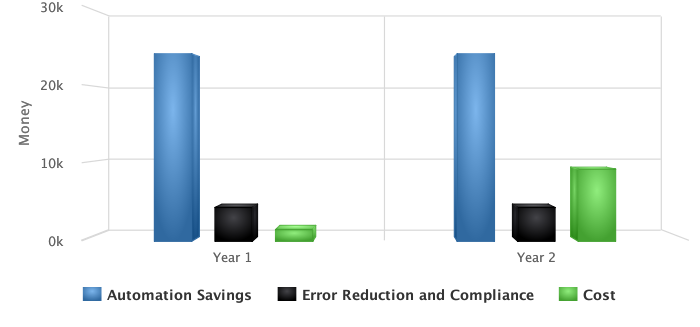 30k
20k
10k
0k
Money
Year 1
Year 2
Automation Savings
Error Reduction and Compliance
Cost